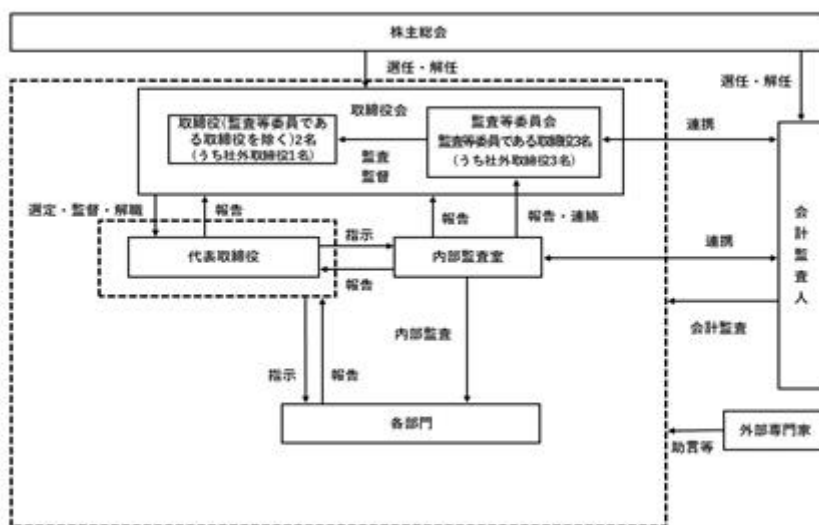 株主総会
選任・解任
選任・解任
取締役会
取締役(監査等委員であ
る取締役を除く)2名
(うち社外取締役1名)
監査等委員会
監査等委員である取締役3名
(うち社外取締役3名)
監査
監督
連携
選定・監督・解職
報告
報告
報告・連絡
代表取締役
指示
報告
内部監査室
連携
会計監査人
会計監査
内部監査
指示
報告
各部門
外部専門家
助言等